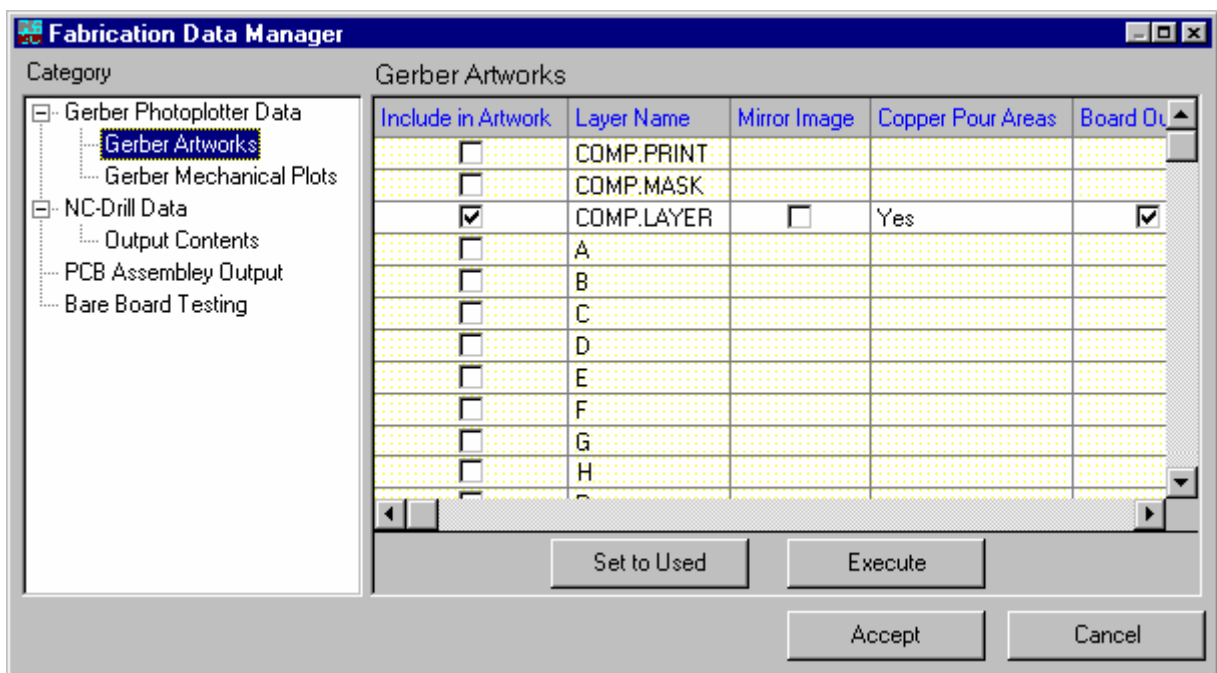 Fabrication Data Manager
Category
Gerber Artworks
Gerber Photoplotter Data
Gerber Artworks
Gerber Mechanical Plots
NC-Drill Data
Output Contents
PCB Assembley Output
Bare Board Testing
Include in Artwork Layer Name Mirror Image Copper Pour Areas Board
COMP.PRINT
COMP.MASK
COMP.LAYER Yes
A
B
C
D
E
F
G
H
Set to Used Execute
Accept Cancel